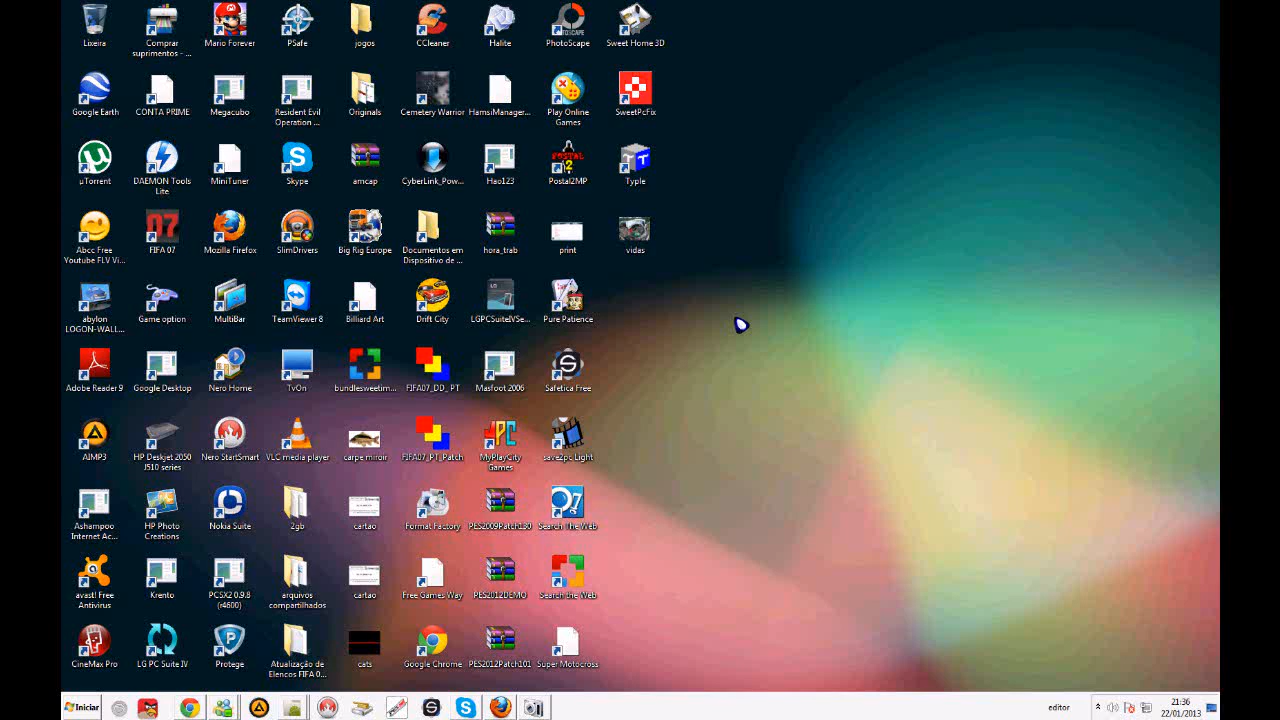 Lixeira
Comprar
suprimentos - ...
Mario Forever
PSafe
jogos
CCleaner
Halite
PHOTOSCAPE
PhotoScape
Sweet Home 3D
Google Earth
CONTA PRIME
Megacubo
Resident Evil
Operation ...
Originals
Cemetery Warrior
HamsiManager...
Play Online
Games
SweetPcFix
µTorrent
DAEMON Tools
Lite
MiniTuner
Skype
amcap
CyberLink_Pow...
Hao123
POSTAL
2
Postal2MP
Typle
Abcc Free
Youtube FLV Vi...
07
FIFA 07
Mozilla Firefox
SlimDrivers
Big Rig Europe
Documentos em
Dispositivo de ...
hora_trab
print
vidas
abylon
LOGON-WALL...
Game option
MultiBar
TeamViewer 8
Billiard Art
Drift City
LGPCSuiteIVSe...
Pure Patience
Adobe Reader 9
Google Desktop
Nero Home
TvOn
bundlesweetim...
FIFA07_DD_PT
Masfoot 2006
Safetica Free
AIMP3
HP Deskjet 2050
J510 series
Nero StartSmart
VLC media player
carpe miroir
FIFA07_PT_Patch
MyPlayCity
Games
save2pc Light
Ashampoo
Internet Ac...
HP Photo
Creations
Nokia Suite
2gb
cartao
Format Factory
PES2009Patch130
Search The Web
avast! Free
Antivirus
Krento
PCSX2 0.9.8
(r4600)
arquivos
compartilhados
cartao
Free Games Way
PES2012DEMO
Search the Web
CineMax Pro
LG PC Suite IV
Protege
Atualização de
Elencos FIFA 0...
cats
Google Chrome
PES2012Patch101
Super Motocross
Iniciar
editor
21:36
22/01/2013